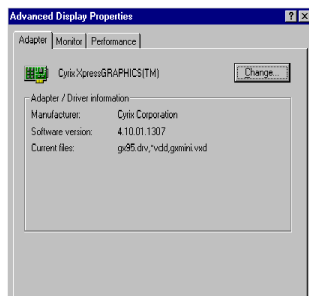 Advanced Display Properties
Adapter Monitor Performance
Cyrix XpressGRAPHICS(TM) Change...
Adapter / Driver information
Manufacturer: Cyrix Corporation
Software version: 4.10.01.1307
Current files: gx95.drv,*vdd,gxmini.vxd